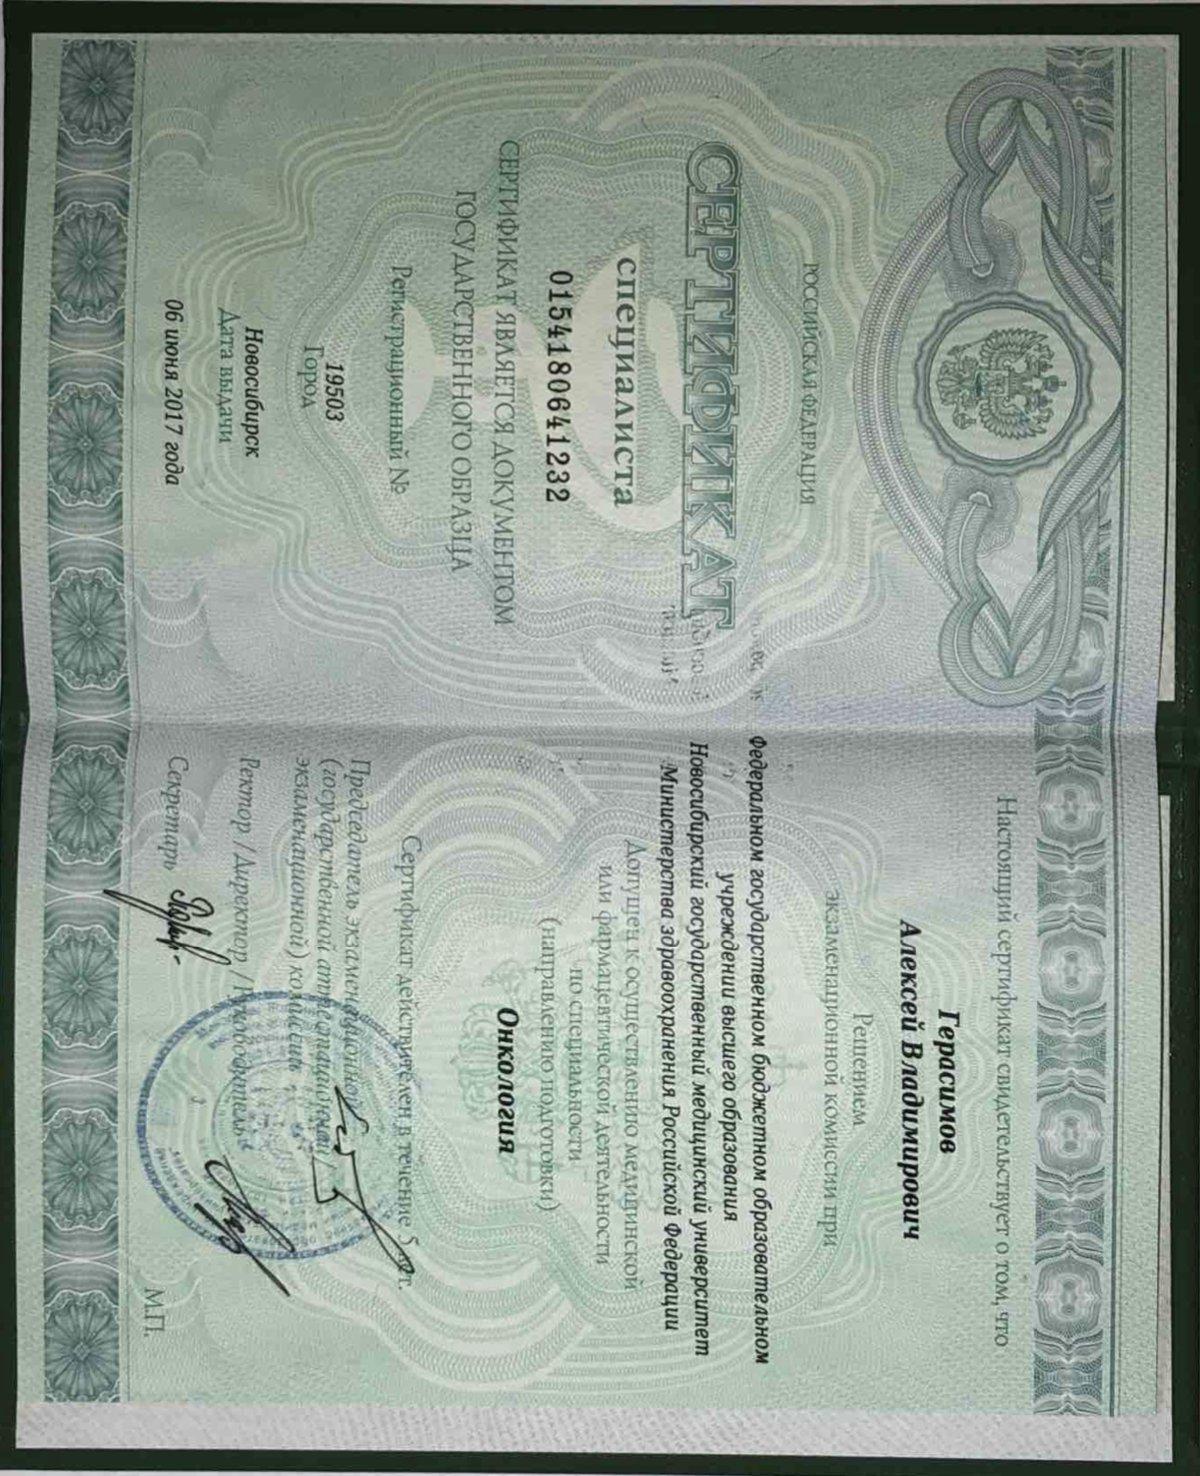 РОССИЙСКАЯ ФЕДЕРАЦИЯ
СЕРТИФИКАТ
специалиста
0154180641232
СЕРТИФИКАТ ЯВЛЯЕТСЯ ДОКУМЕНТОМ
ГОСУДАРСТВЕННОГО ОБРАЗЦА
Регистрационный №
19503
Город
Новосибирск
Дата выдачи
06 июня 2017 года
Настоящий сертификат свидетельствует о том, что
Герасимов
Алексей Владимирович
Решением
экзаменационной комиссии при
Федеральном государственном бюджетном образовательном
учреждении высшего образования
Новосибирский государственный медицинский университет
Министерства здравоохранения Российской Федерации
Допущен к осуществлению медицинской
или фармацевтической деятельности
по специальности
(направлению подготовки)
Онкология
Сертификат действителен в течение 5 лет.
Председатель экзаменационной
(государственной аттестационной /
экзаменационной) комиссии
Ректор / Директор / Руководитель
Секретарь
М.П.